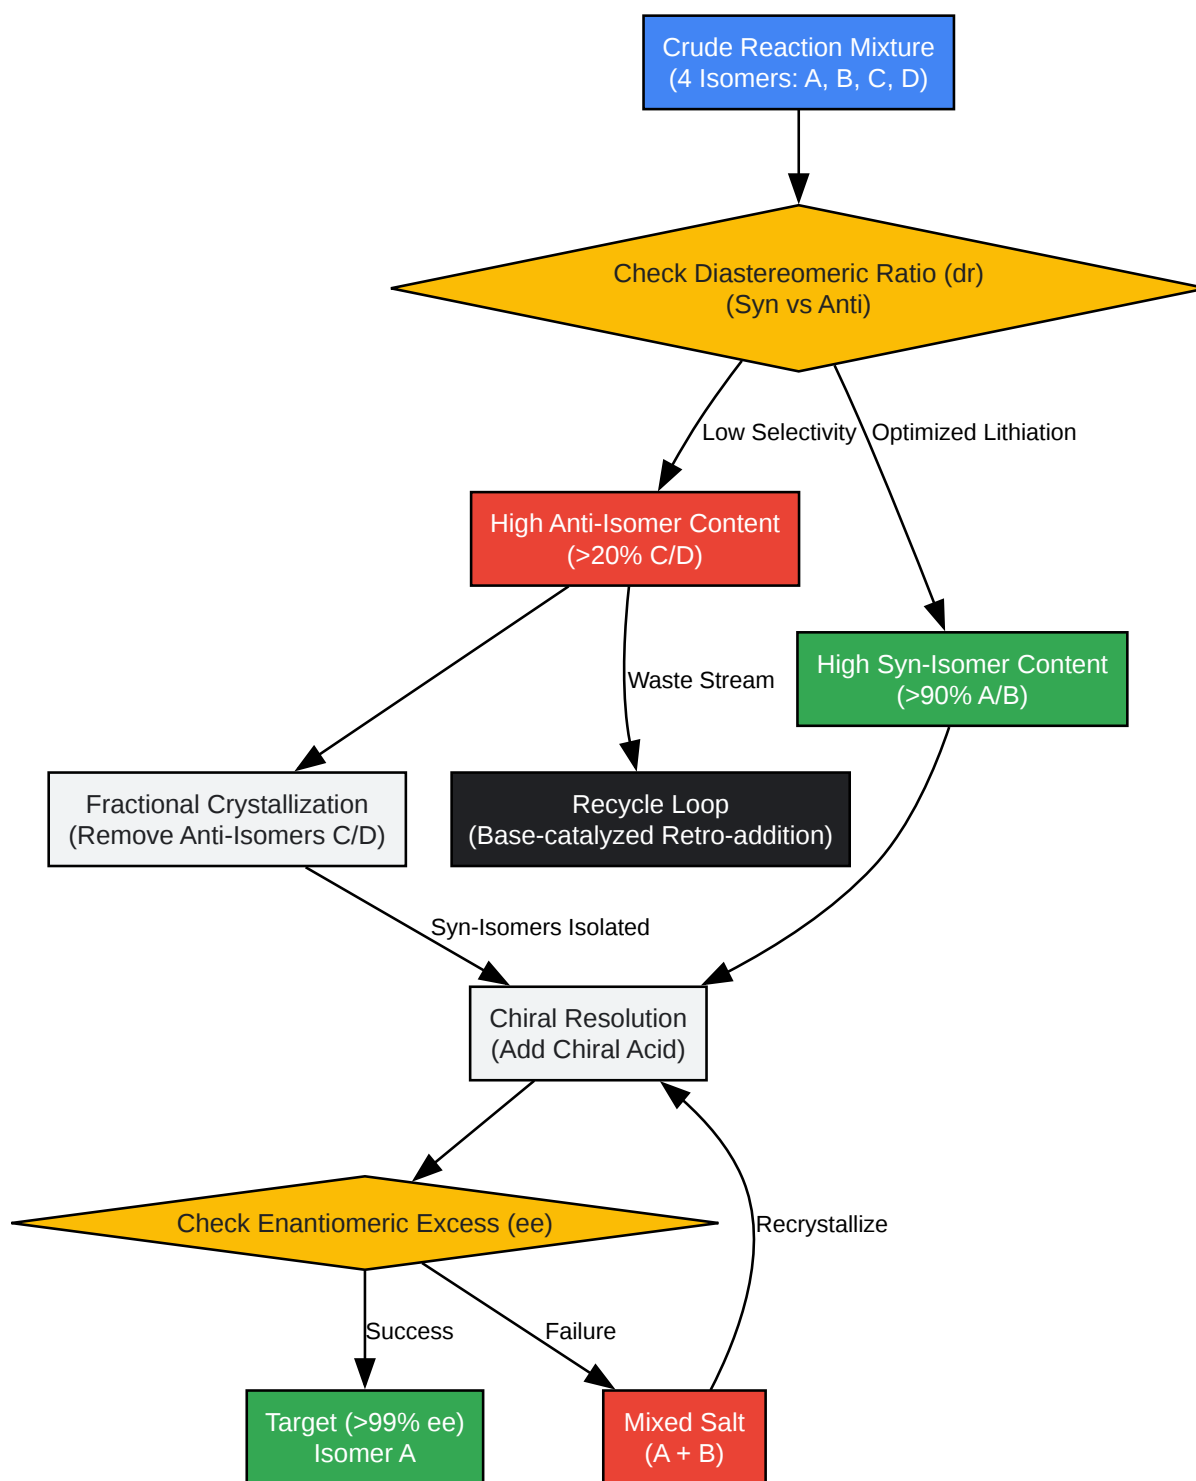 Crude Reaction Mixture
(4 Isomers: A, B, C, D)
Check Diastereomeric Ratio (dr)
(Syn vs Anti)
Low Selectivity
Optimized Lithiation
High Anti-Isomer Content
(>20% C/D)
High Syn-Isomer Content
(>90% A/B)
Waste Stream
Fractional Crystallization
(Remove Anti-Isomers C/D)
Recycle Loop
(Base-catalyzed Retro-addition)
Syn-Isomers Isolated
Chiral Resolution
(Add Chiral Acid)
Check Enantiomeric Excess (ee)
Recrystallize
Success
Failure
Target (>99% ee)
Isomer A
Mixed Salt
(A + B)